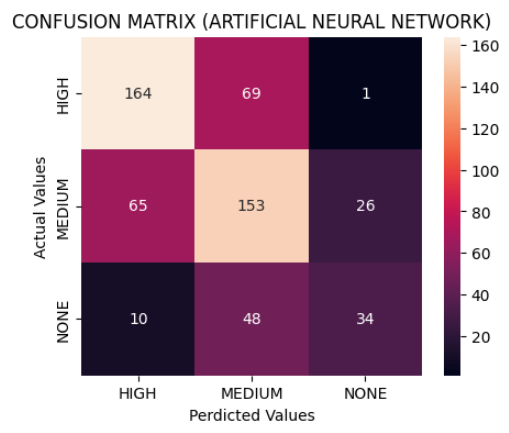 CONFUSION MATRIX (ARTIFICIAL NEURAL NETWORK)
HIGH 164 69 1
MEDIUM 65 153 26
NONE 10 48 34
HIGH MEDIUM NONE
Perdicted Values
Actual Values
160
140
120
100
80
60
40
20